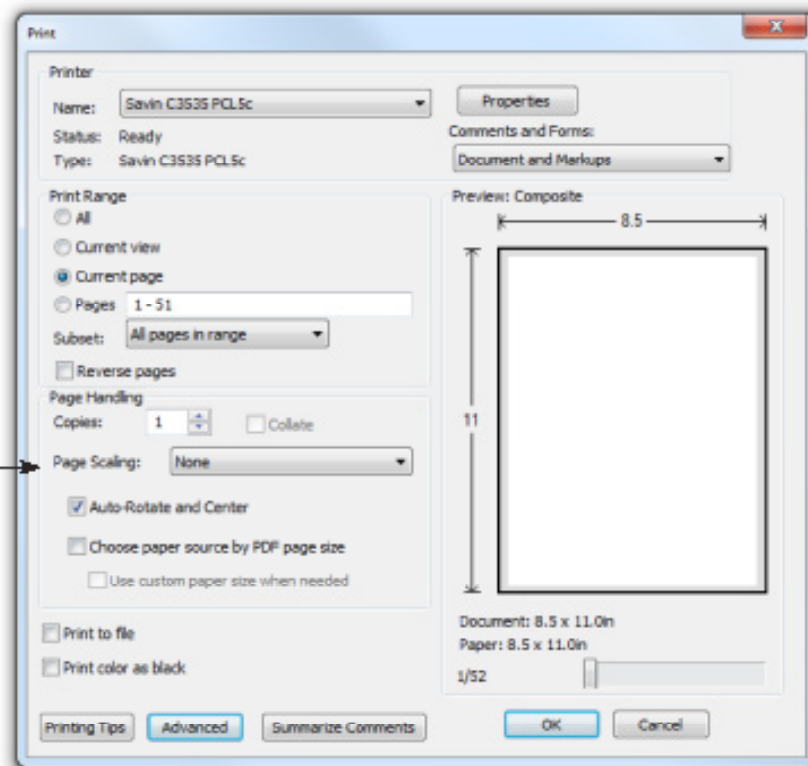 Print
Printer
Name: Savin C3535 PCL5c
Properties
Status: Ready
Comments and Forms:
Type: Savin C3535 PCL5c
Document and Markups
Print Range
All
Current view
Current page
Pages 1 - 51
Subset: All pages in range
Reverse pages
Page Handling
Copies: 1 Collate
Page Scaling: None
Auto-Rotate and Center
Choose paper source by PDF page size
Use custom paper size when needed
Print to file
Print color as black
Preview: Composite
8.5
11
Document: 8.5 x 11.0in
Paper: 8.5 x 11.0in
1/52
Printing Tips Advanced Summarize Comments OK Cancel